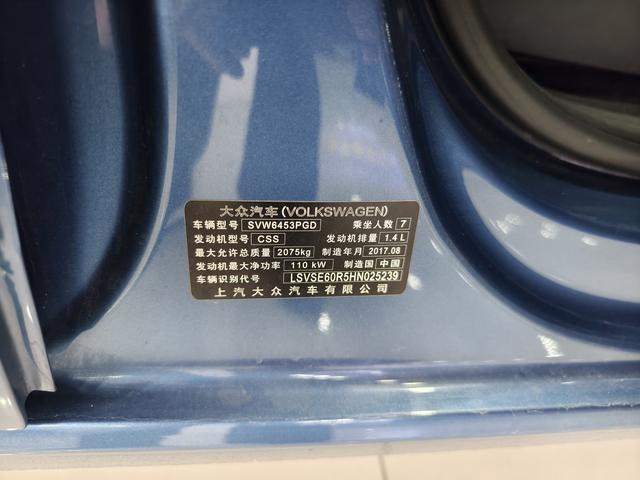 大众汽车(VOLKSWAGEN)
车辆型号 SVW6453PGD 乘坐人数 7
发动机型号 CSS 发动机排量 1.4 L
最大允许总质量 2075kg 制造年月 2017.08
发动机最大净功率 110 kW 制造国 中国
车辆识别代号 LSVSE60R5HN025239
上汽大众汽车有限公司